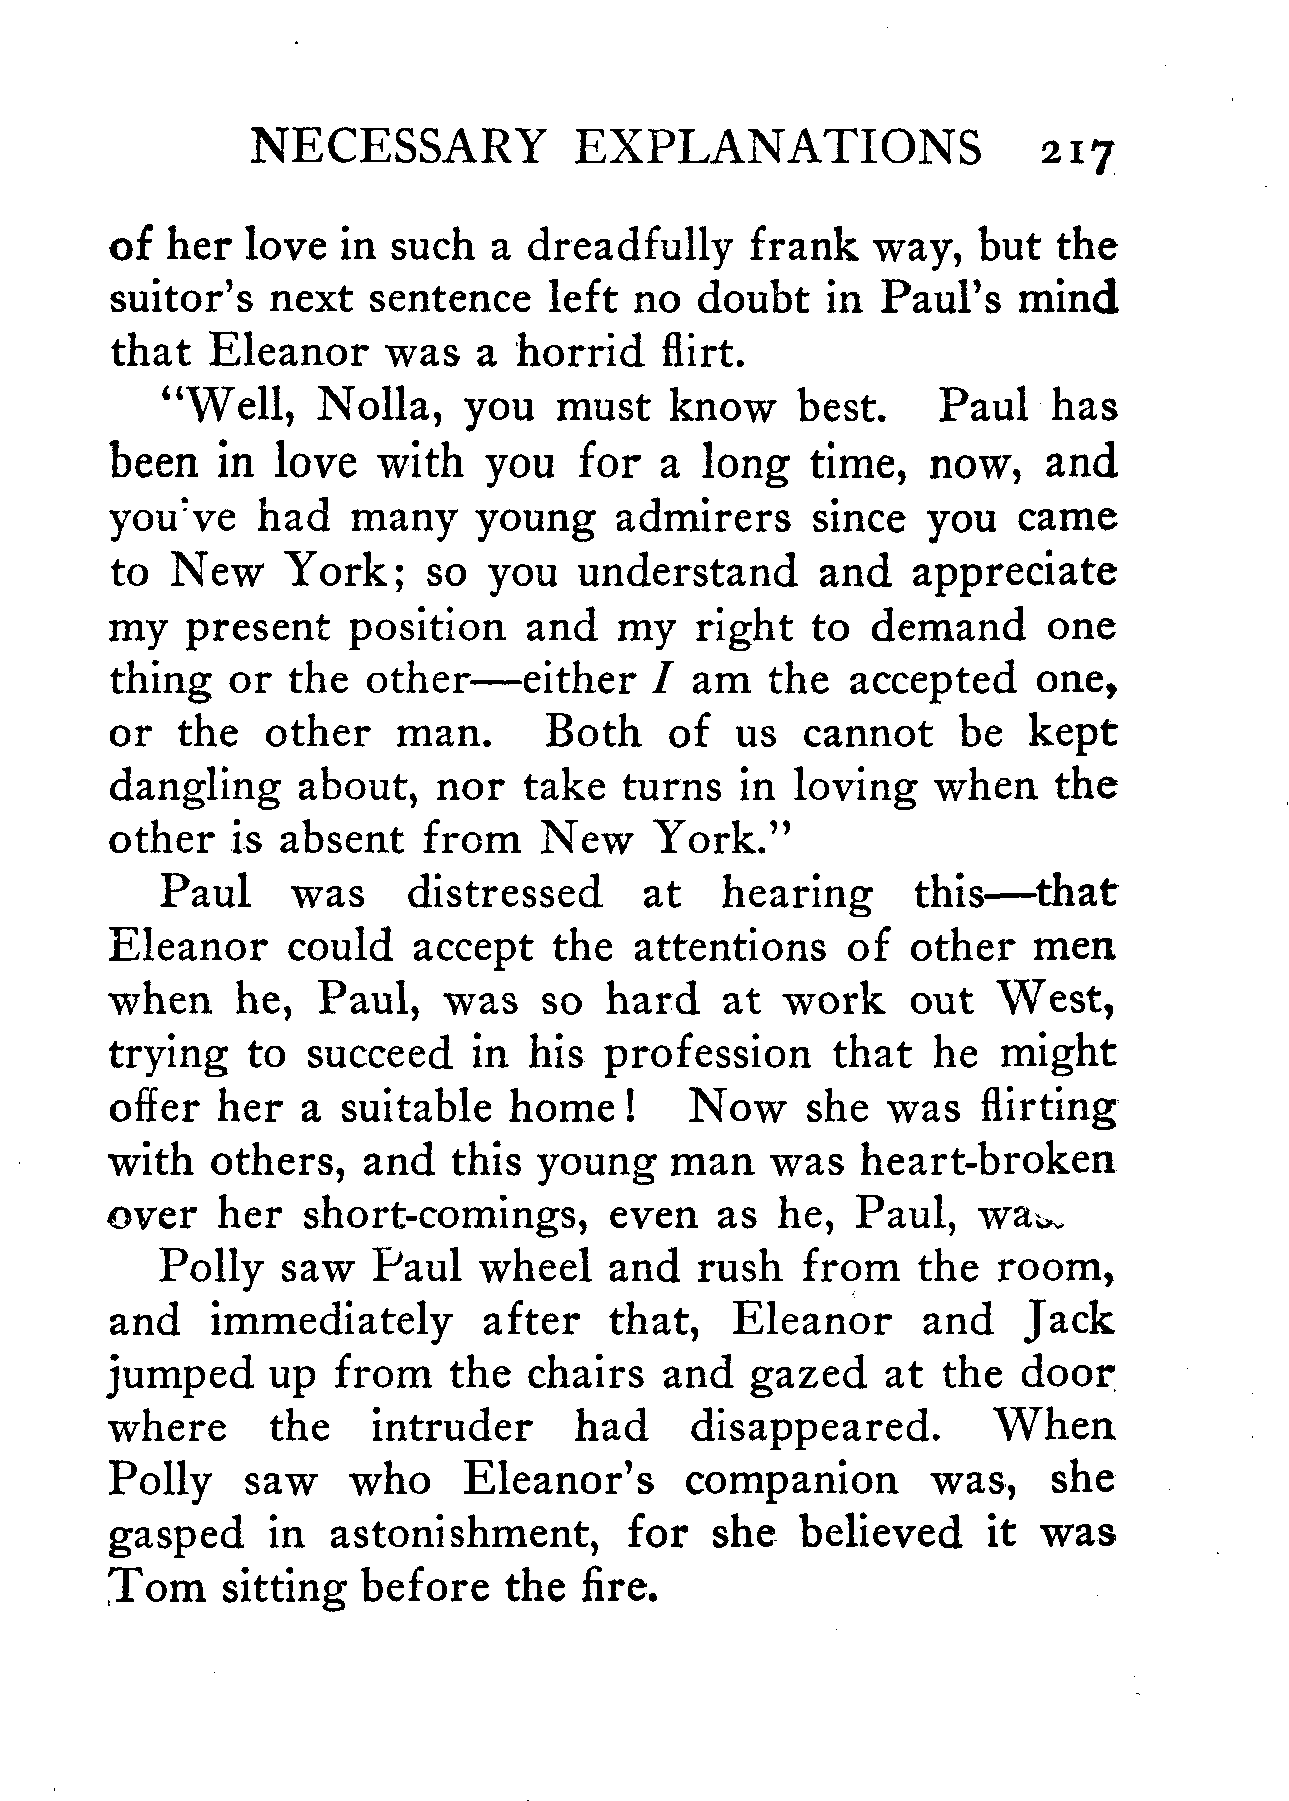 NECESSARY EXPLANATIONS 217
of her love in such a dreadfully frank way, but the
suitor's next sentence left no doubt in Paul's mind
that Eleanor was a horrid flirt.
"Well, Nolla, you must know best. Paul has
been in love with you for a long time, now, and
you've had many young admirers since you came
to New York; so you understand and appreciate
my present position and my right to demand one
thing or the other—either I am the accepted one,
or the other man. Both of us cannot be kept
dangling about, nor take turns in loving when the
other is absent from New York."
Paul was distressed at hearing this—that
Eleanor could accept the attentions of other men
when he, Paul, was so hard at work out West,
trying to succeed in his profession that he might
offer her a suitable home! Now she was flirting
with others, and this young man was heart-broken
over her short-comings, even as he, Paul, was.
Polly saw Paul wheel and rush from the room,
and immediately after that, Eleanor and Jack
jumped up from the chairs and gazed at the door
where the intruder had disappeared. When
Polly saw who Eleanor's companion was, she
gasped in astonishment, for she believed it was
Tom sitting before the fire.